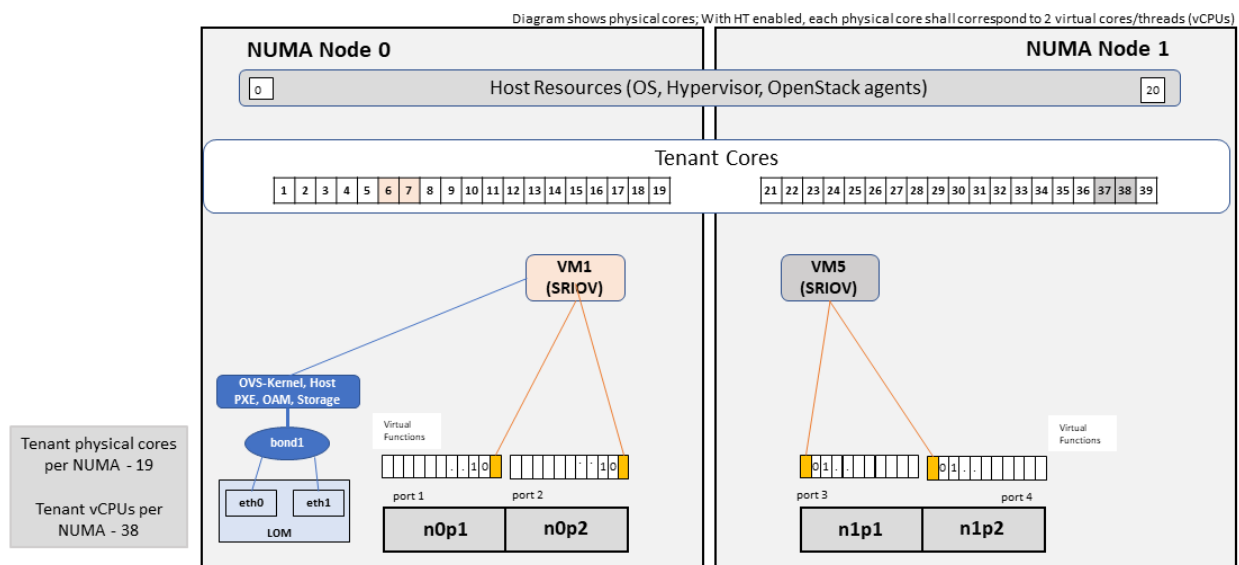 Diagram shows physical cores; With HT enabled, each physical core shall correspond to 2 virtual cores/threads (vCPUs)
NUMA Node 0
NUMA Node 1
0
Host Resources (OS, Hypervisor, OpenStack agents)
20
Tenant Cores
1 2 3 4 5 6 7 8 9 10 11 12 13 14 15 16 17 18 19
21 22 23 24 25 26 27 28 29 30 31 32 33 34 35 36 37 38 39
VM1
(SRIOV)
VM5
(SRIOV)
OVS-Kernel, Host
PXE, OAM, Storage
bond1
eth0
eth1
LOM
Virtual
Functions
Virtual
Functions
. . 1 0
. . 1 0
0 1 . .
0 1 . .
port 1
port 2
port 3
port 4
n0p1
n0p2
n1p1
n1p2
Tenant physical cores
per NUMA - 19
Tenant vCPUs per
NUMA - 38